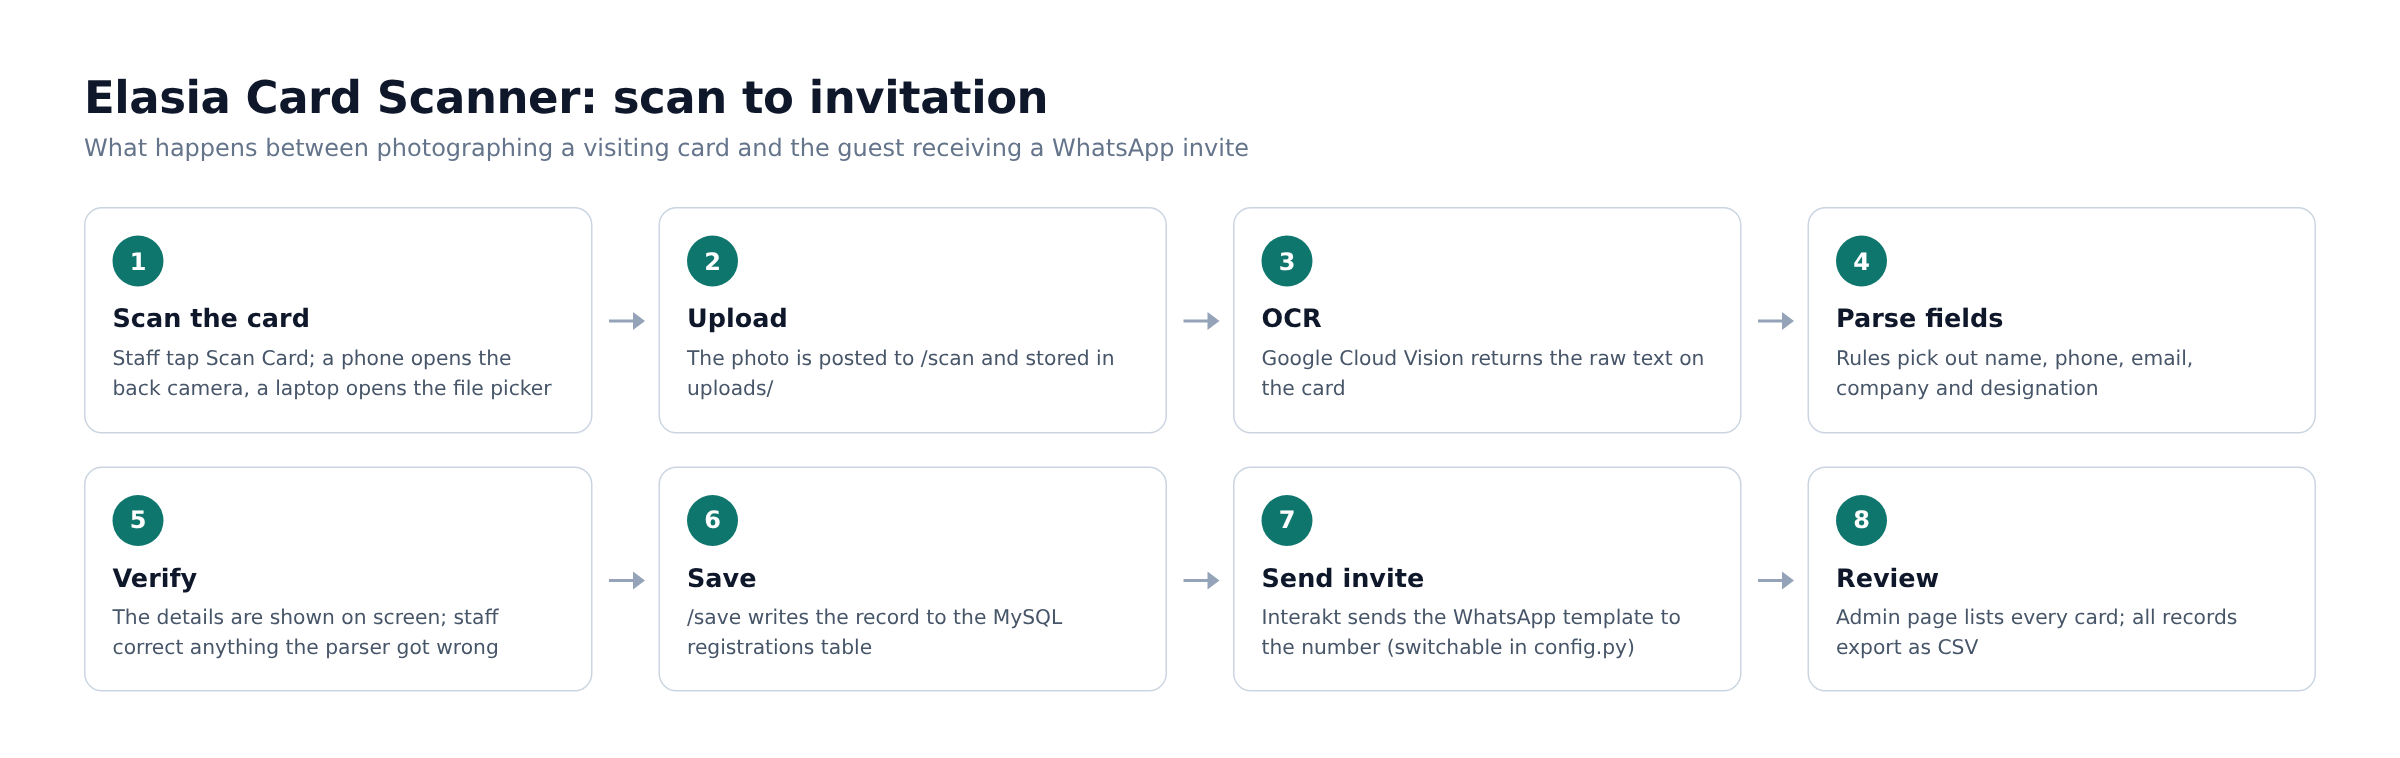 Elasia Card Scanner: scan to invitation
What happens between photographing a visiting card and the guest receiving a WhatsApp invite
1
Scan the card
Staff tap Scan Card; a phone opens the
back camera, a laptop opens the file picker
2
Upload
The photo is posted to /scan and stored in
uploads/
3
OCR
Google Cloud Vision returns the raw text on
the card
4
Parse fields
Rules pick out name, phone, email,
company and designation
5
Verify
The details are shown on screen; staff
correct anything the parser got wrong
6
Save
/save writes the record to the MySQL
registrations table
7
Send invite
Interakt sends the WhatsApp template to
the number (switchable in config.py)
8
Review
Admin page lists every card; all records
export as CSV